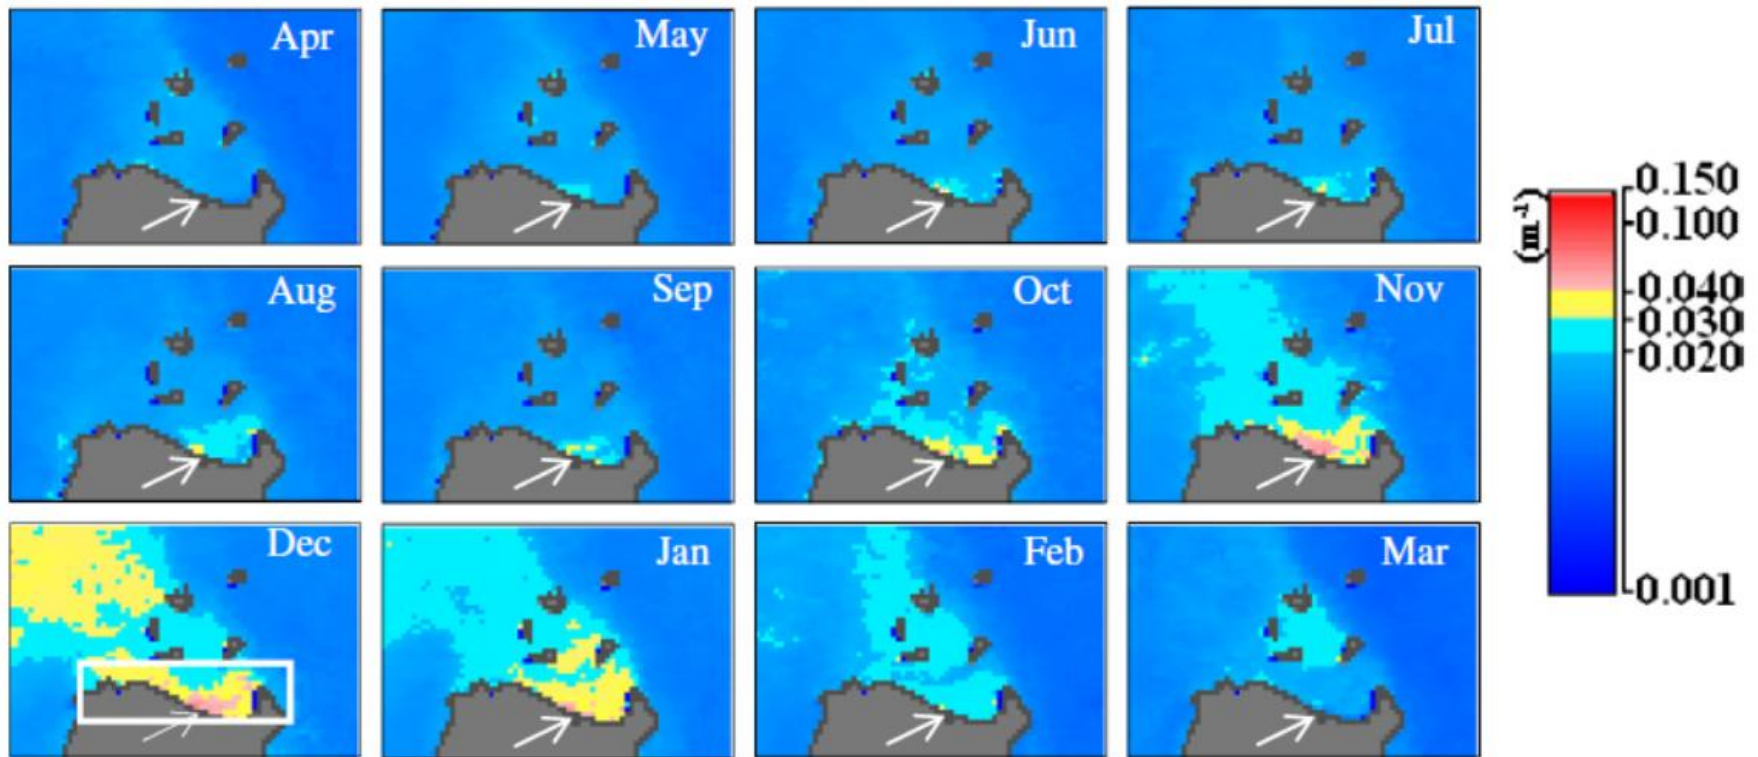 Apr
May
Jun
Jul
Aug
Sep
Oct
Nov
Dec
Jan
Feb
Mar
(m⁻¹)
0.150
0.100
0.040
0.030
0.020
0.001